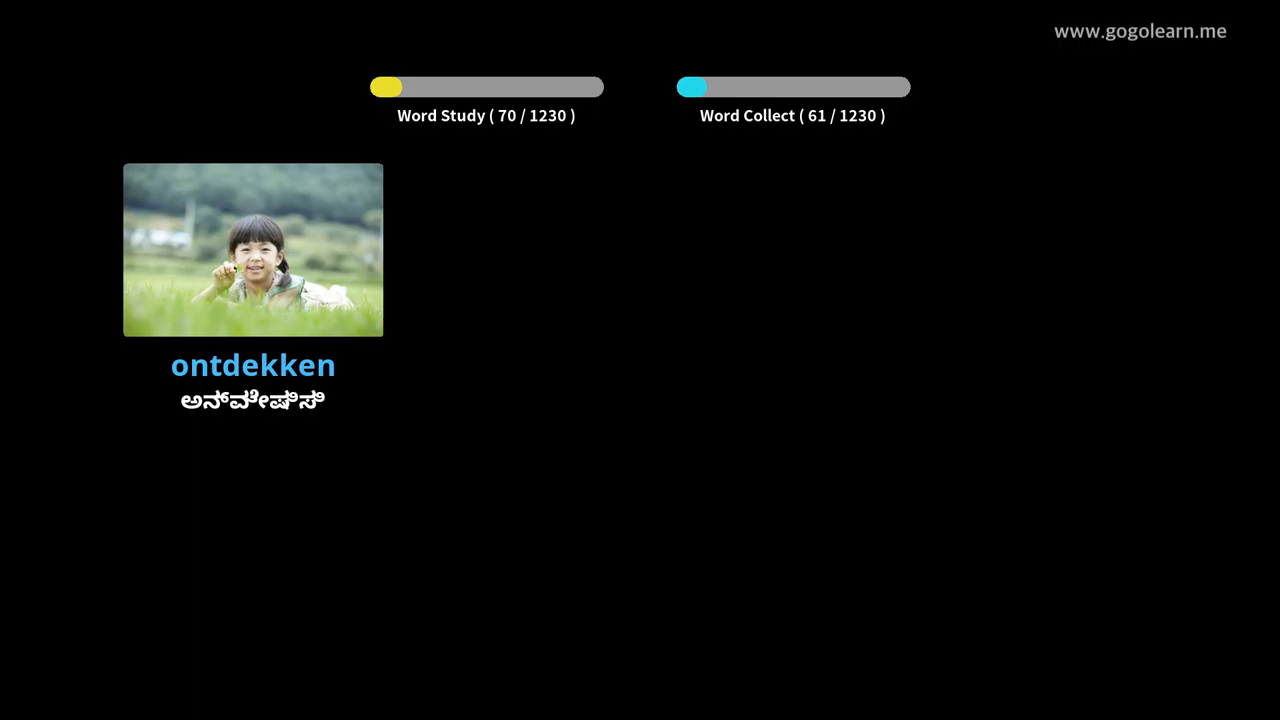 www.gogolearn.me
Word Study ( 70 / 1230 )
Word Collect ( 61 / 1230 )
ontdekken
ಅನ್ವೇಷಿಸಿ